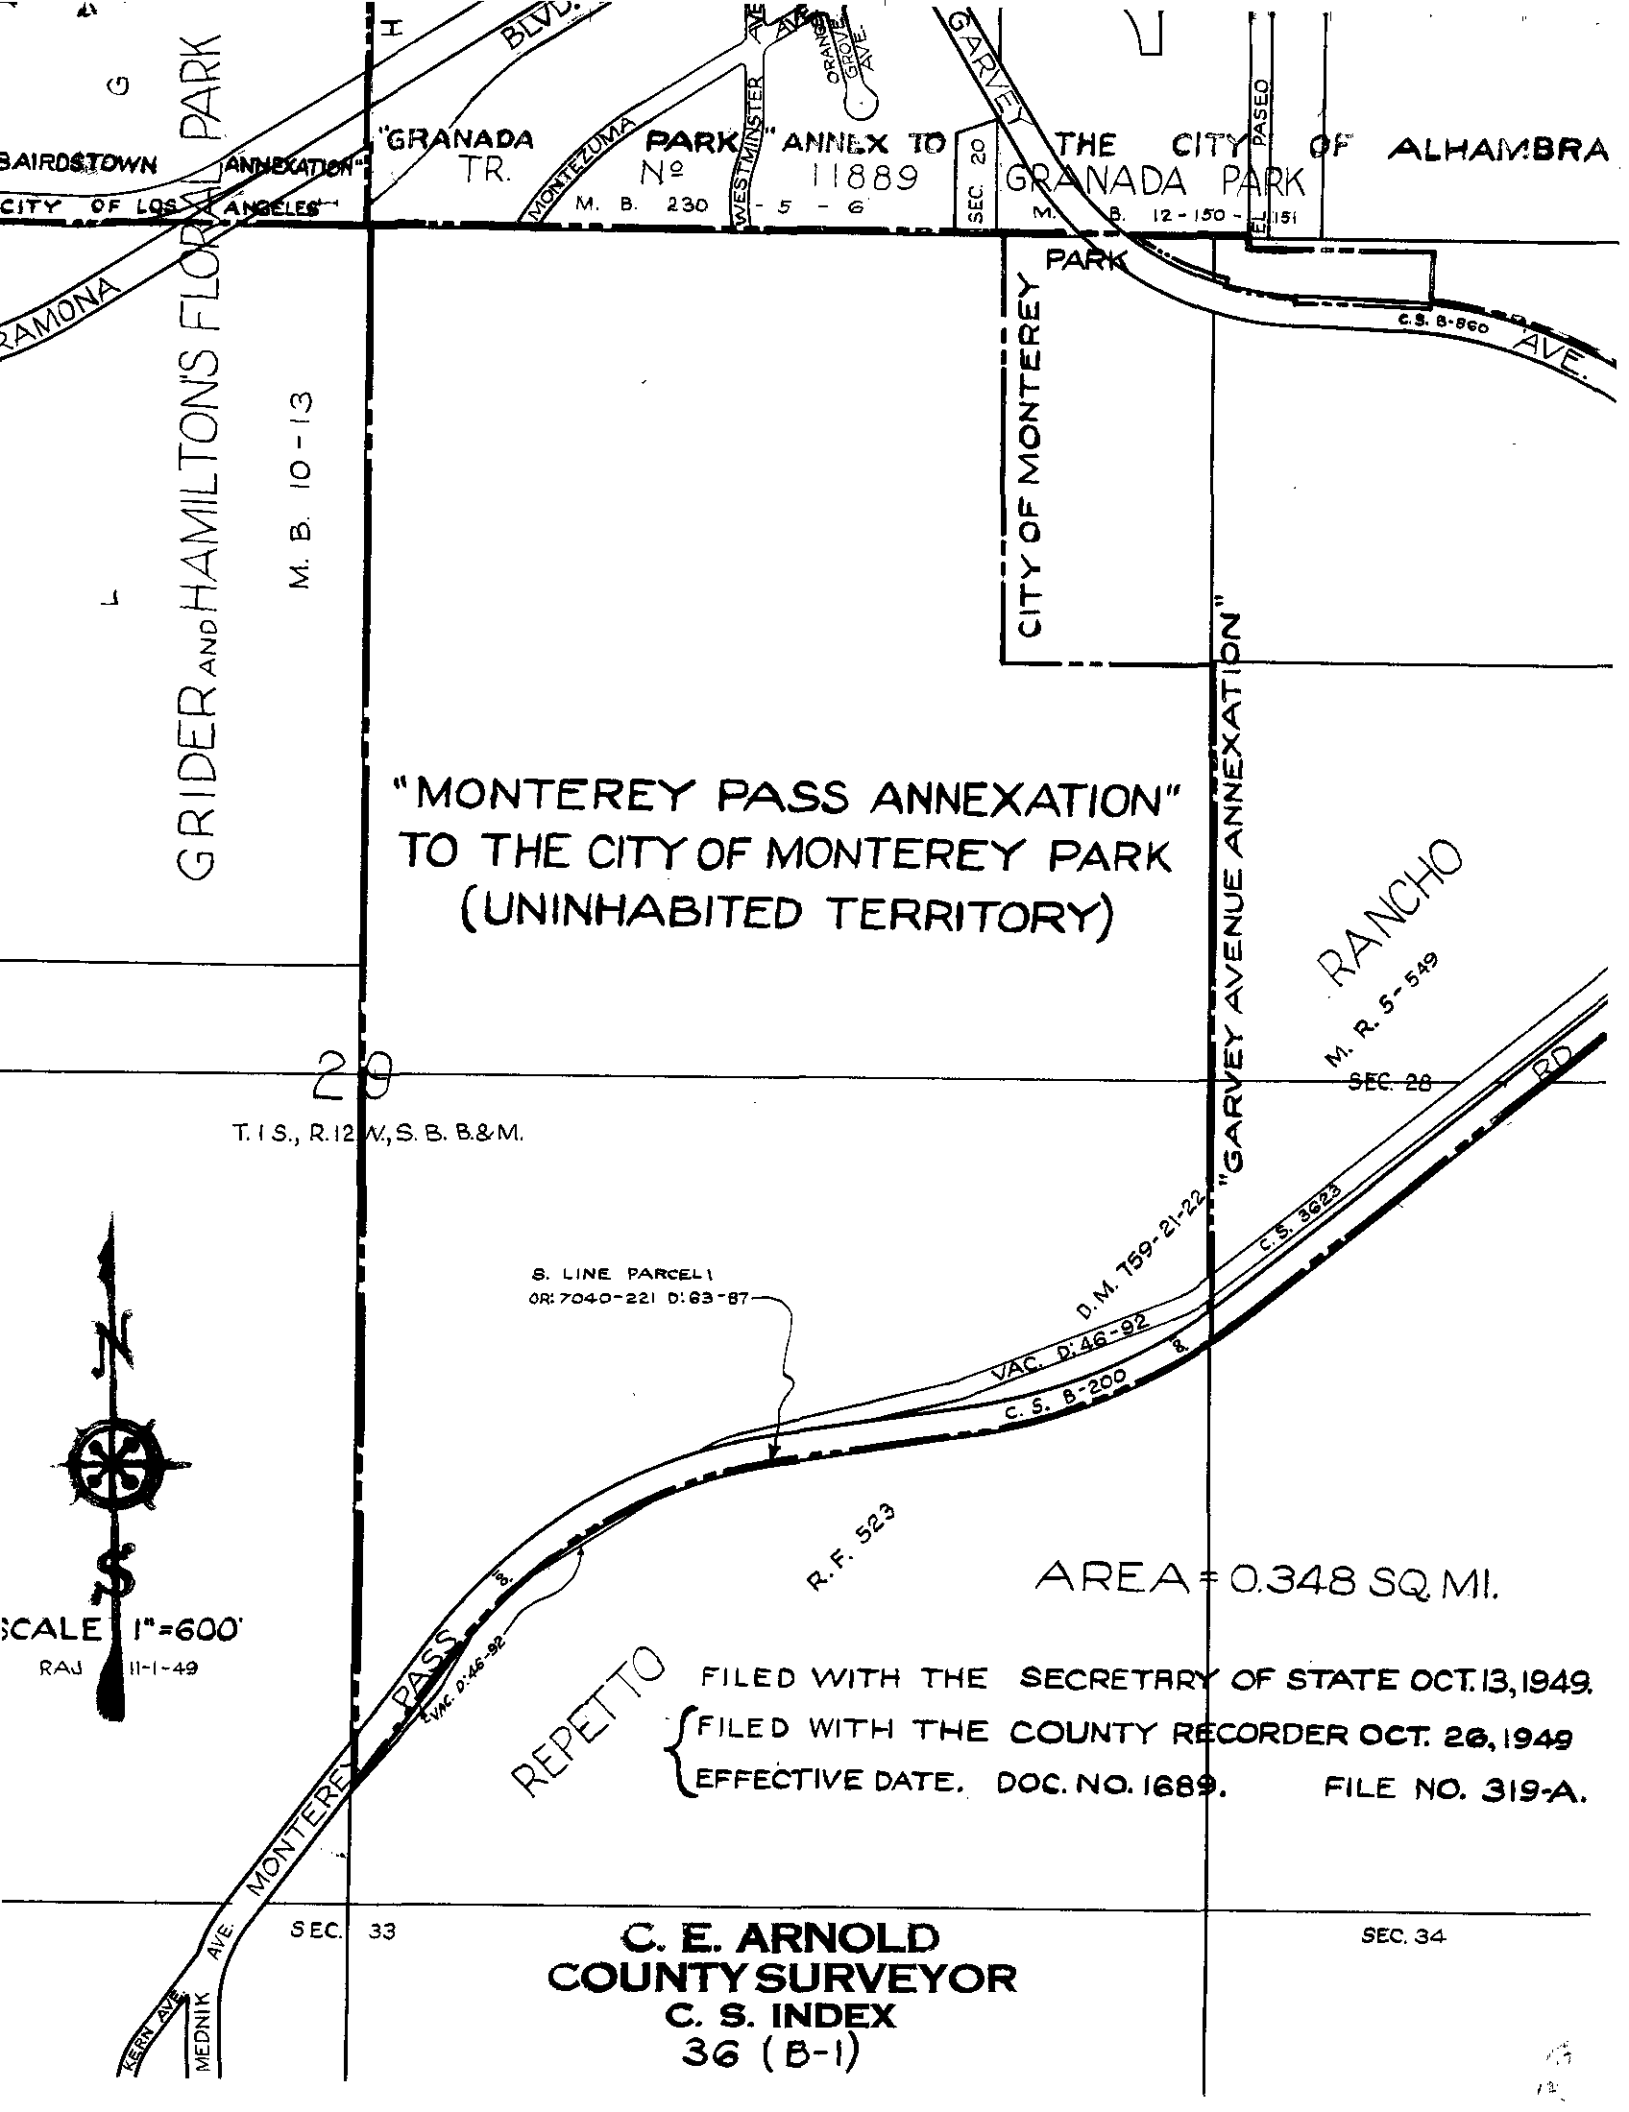 G
H
BLVD.
AVE
AVE
ORANGE
GROVE
AVE.
GARVEY
BAIRDSTOWN ANNEXATION"
CITY OF LOS ANGELES"
"GRANADA PARK" ANNEX TO THE CITY OF ALHAMBRA
TR. Nº 11889
M. B. 230 - 5 - 6
MONTEZUMA
WESTMINSTER
SEC. 20
GRANADA PARK
M. B. 12-150-151
EL PASEO
RAMONA
GRIDER AND HAMILTON'S FLORAL PARK
M. B. 10-13
L
CITY OF MONTEREY
PARK
C.S. B-860
AVE.
"GARVEY AVENUE ANNEXATION"
"MONTEREY PASS ANNEXATION"
TO THE CITY OF MONTEREY PARK
(UNINHABITED TERRITORY)
RANCHO
M. R. 5-549
29
SEC. 28
RD
T. 1 S., R. 12 W., S. B. B. & M.
N
S
SCALE 1"=600'
RAJ 11-1-49
S. LINE PARCEL 1
OR: 7040-221 D:63-87
D.M. 759-21-22
C. S. 3623
VAC. D:46-92
C. S. B-200
R. F. 523
VAC. D:46-92
MONTEREY PASS
REPETTO
AREA = 0.348 SQ. MI.
FILED WITH THE SECRETARY OF STATE OCT. 13, 1949.
FILED WITH THE COUNTY RECORDER OCT. 26, 1949
EFFECTIVE DATE. DOC. NO. 1689. FILE NO. 319-A.
AVE.
KERN AVE.
MEDNIK
SEC. 33
SEC. 34
C. E. ARNOLD
COUNTY SURVEYOR
C. S. INDEX
36 (B-1)